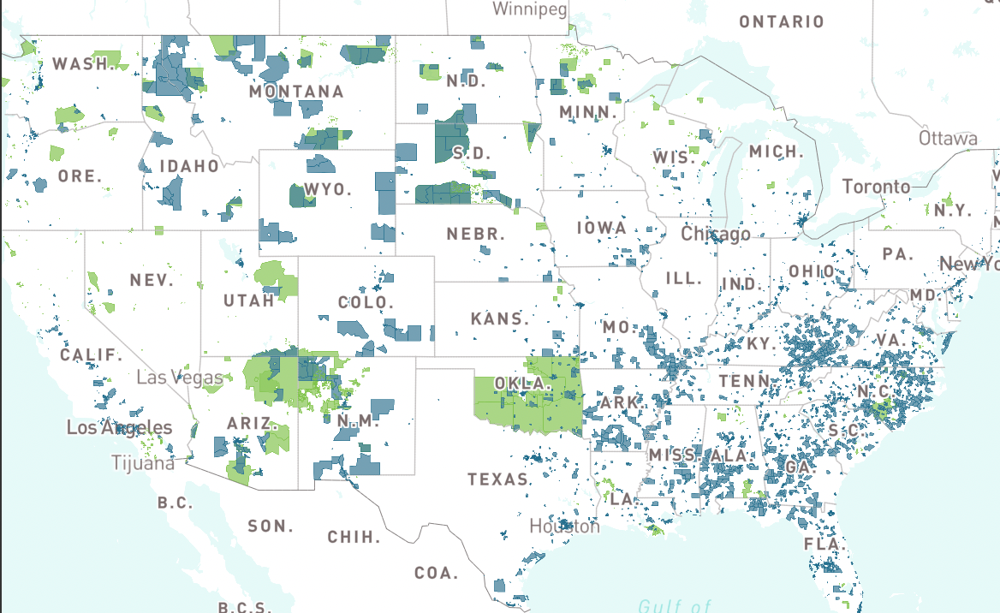 Winnipeg
ONTARIO
WASH.
MONTANA
N.D.
MINN.
Ottawa
IDAHO
S.D.
WIS.
MICH.
ORE.
WYO.
Toronto
N.Y.
NEBR.
IOWA
Chicago
PA.
New Yo
NEV.
UTAH
COLO.
ILL.
IND.
OHIO
MD.
KANS.
MO.
KY.
VA.
CALIF.
Las Vegas
OKLA.
TENN.
N.C.
Los Angeles
ARIZ.
N.M.
ARK.
S.C.
Tijuana
MISS.
ALA.
GA.
B.C.
TEXAS
LA.
SON.
CHIH.
Houston
FLA.
COA.
B.C.S.
Gulf of